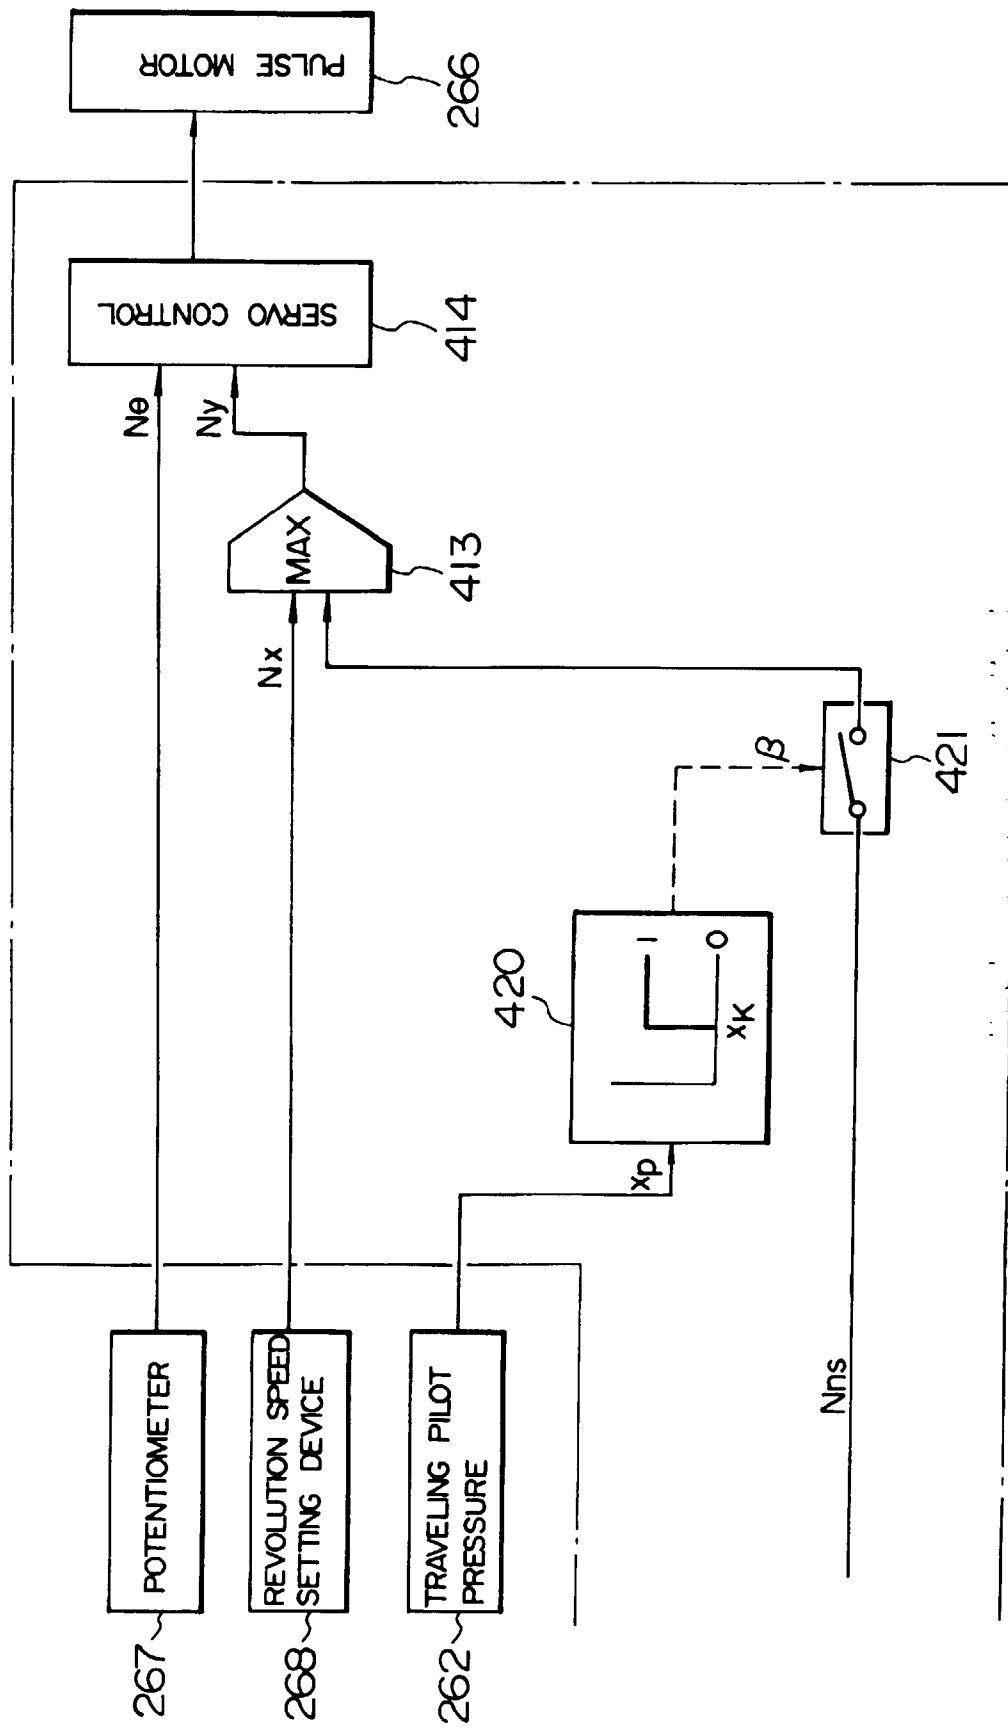 POTENTIOMETER
267
REVOLUTION SPEED
SETTING DEVICE
268
TRAVELING PILOT
PRESSURE
262
Nθ
Nx
Ny
xp
420
1
0
xK
β
421
Nns
MAX
413
SERVO CONTROL
414
PULSE MOTOR
266